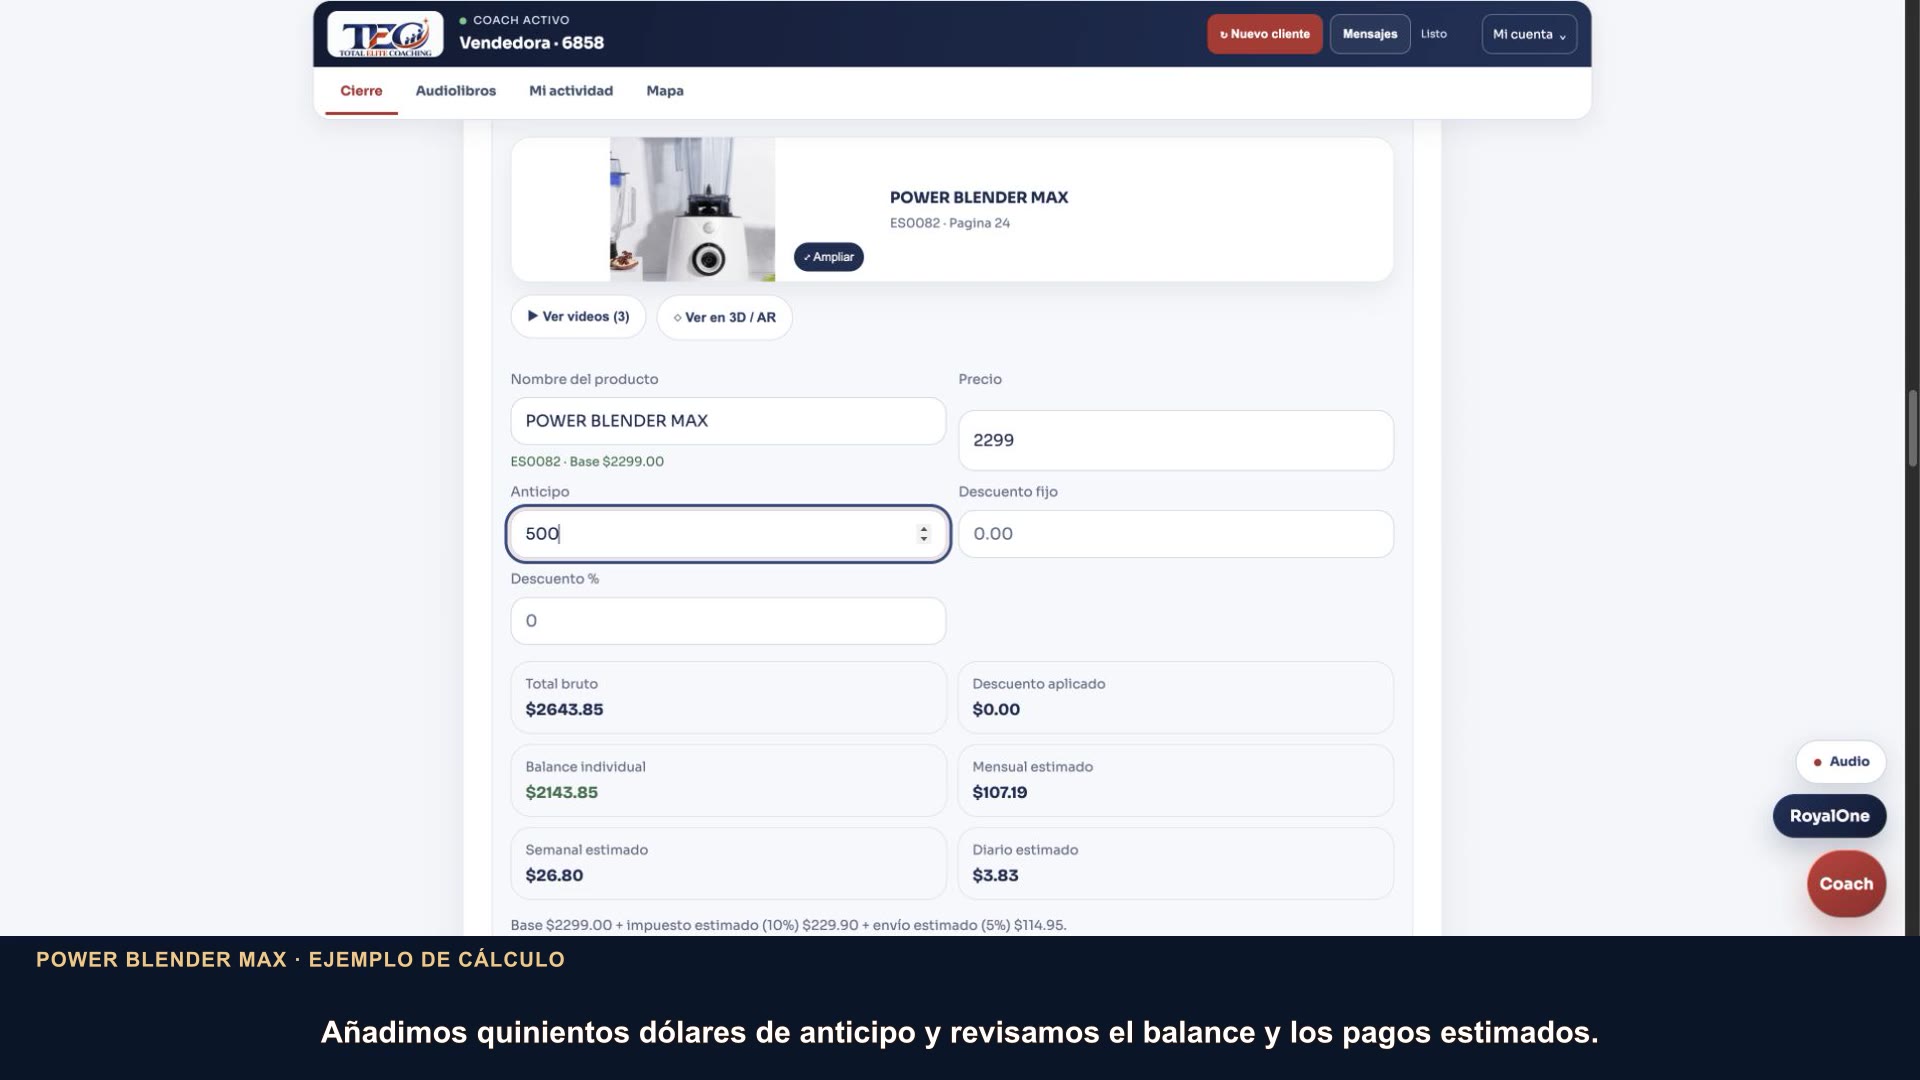 TEC
TOTAL ELITE COACHING
COACH ACTIVO
Vendedora · 6858
↻ Nuevo cliente
Mensajes
Listo
Mi cuenta
Cierre
Audiolibros
Mi actividad
Mapa
POWER BLENDER MAX
ES0082 · Pagina 24
⤢ Ampliar
▶ Ver videos (3)
◇ Ver en 3D / AR
Nombre del producto
Precio
POWER BLENDER MAX
2299
ES0082 · Base $2299.00
Anticipo
Descuento fijo
500
0.00
Descuento %
0
Total bruto
$2643.85
Descuento aplicado
$0.00
Balance individual
$2143.85
Mensual estimado
$107.19
Semanal estimado
$26.80
Diario estimado
$3.83
Base $2299.00 + impuesto estimado (10%) $229.90 + envío estimado (5%) $114.95.
Audio
RoyalOne
Coach
POWER BLENDER MAX · EJEMPLO DE CÁLCULO
Añadimos quinientos dólares de anticipo y revisamos el balance y los pagos estimados.